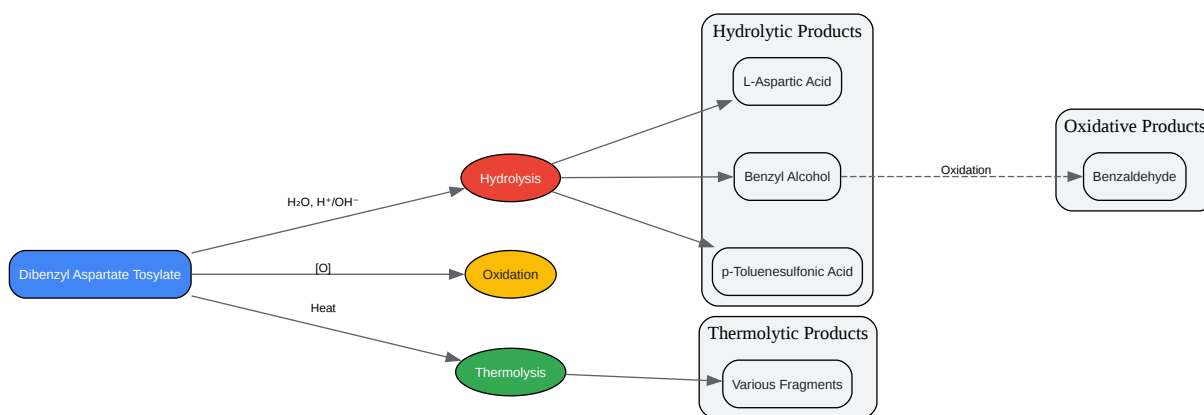 Hydrolytic Products
L-Aspartic Acid
Oxidative Products
Hydrolysis
Benzyl Alcohol
Oxidation
Benzaldehyde
H₂O, H⁺/OH⁻
Dibenzyl Aspartate Tosylate
[O]
Oxidation
p-Toluenesulfonic Acid
Heat
Thermolytic Products
Thermolysis
Various Fragments